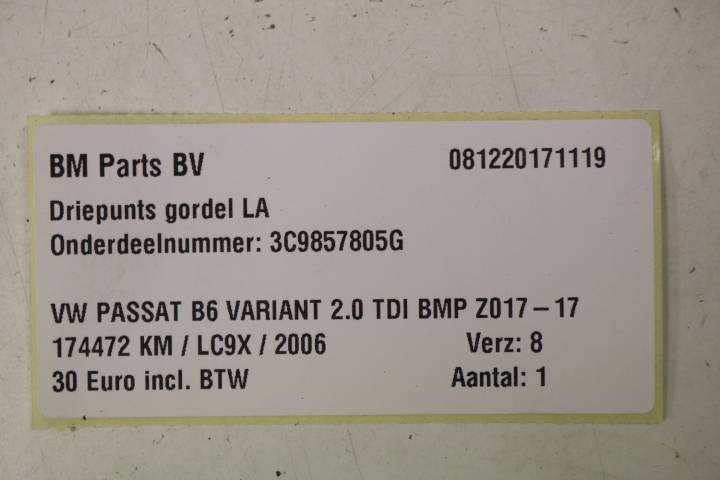 BM Parts BV 081220171119
Driepunts gordel LA
Onderdeelnummer: 3C9857805G
VW PASSAT B6 VARIANT 2.0 TDI BMP Z017 – 17
174472 KM / LC9X / 2006 Verz: 8
30 Euro incl. BTW Aantal: 1